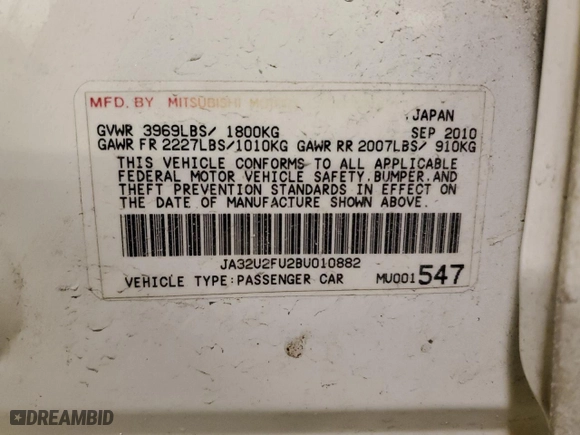 MFD. BY MITSUBISHI
JAPAN
GVWR 3969LBS/ 1800KG SEP 2010
GAWR FR 2227LBS/1010KG GAWR RR 2007LBS/ 910KG
THIS VEHICLE CONFORMS TO ALL APPLICABLE
FEDERAL MOTOR VEHICLE SAFETY, BUMPER, AND
THEFT PREVENTION STANDARDS IN EFFECT ON
THE DATE OF MANUFACTURE SHOWN ABOVE.
JA32U2FU2BU010882
VEHICLE TYPE:PASSENGER CAR MU001547
DREAMBID